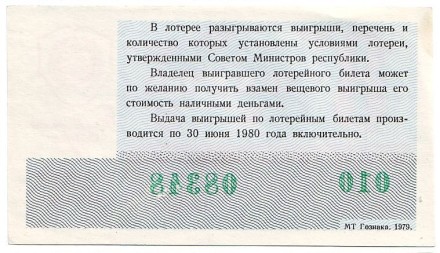 В лотерее разыгрываются выигрыши, перечень и
количество которых установлены условиями лотереи,
утвержденными Советом Министров республики.
Владелец выигравшего лотерейного билета может
по желанию получить взамен вещевого выигрыша его
стоимость наличными деньгами.
Выдача выигрышей по лотерейным билетам произ-
водится по 30 июня 1980 года включительно.
08348 010
МТ Гознака. 1979.